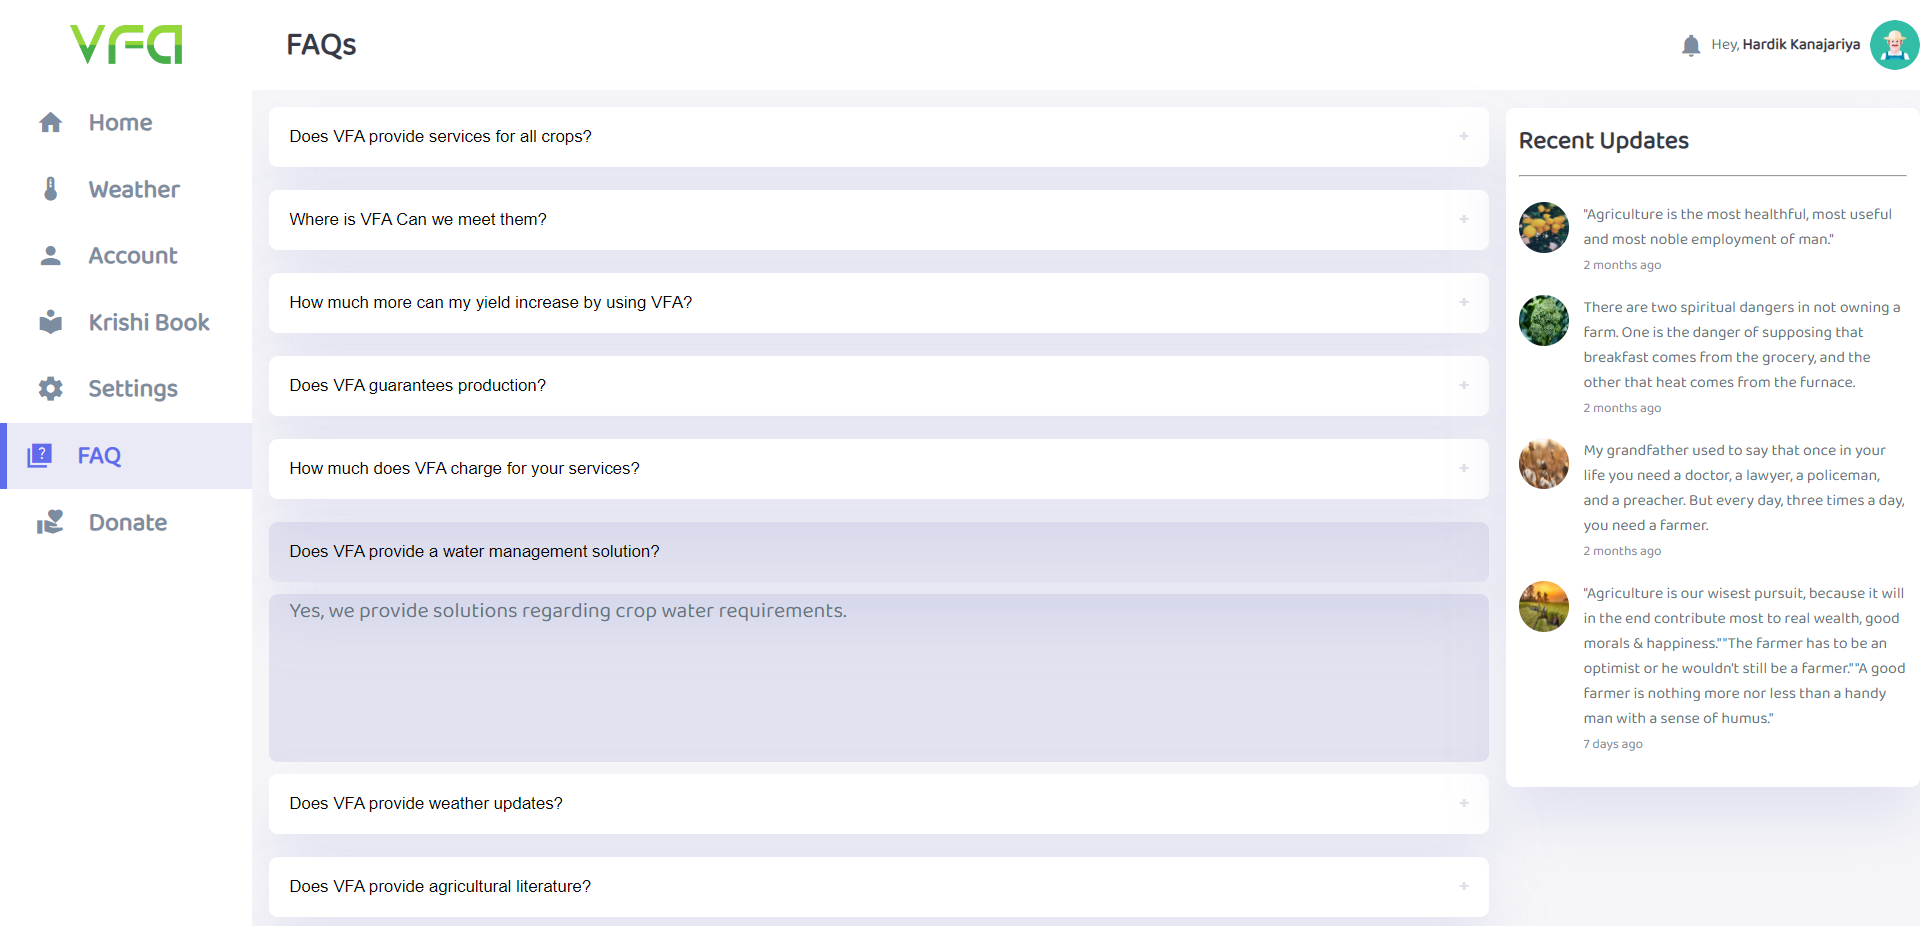 VFA
FAQs
Hey, Hardik Kanajariya
Home
Weather
Account
Krishi Book
Settings
FAQ
Donate
Does VFA provide services for all crops?
+
Where is VFA Can we meet them?
+
How much more can my yield increase by using VFA?
+
Does VFA guarantees production?
+
How much does VFA charge for your services?
+
Does VFA provide a water management solution?
Yes, we provide solutions regarding crop water requirements.
Does VFA provide weather updates?
+
Does VFA provide agricultural literature?
+
Recent Updates
"Agriculture is the most healthful, most useful
and most noble employment of man."
2 months ago
There are two spiritual dangers in not owning a
farm. One is the danger of supposing that
breakfast comes from the grocery, and the
other that heat comes from the furnace.
2 months ago
My grandfather used to say that once in your
life you need a doctor, a lawyer, a policeman,
and a preacher. But every day, three times a day,
you need a farmer.
2 months ago
"Agriculture is our wisest pursuit, because it will
in the end contribute most to real wealth, good
morals & happiness.""The farmer has to be an
optimist or he wouldn't still be a farmer.""A good
farmer is nothing more nor less than a handy
man with a sense of humus."
7 days ago